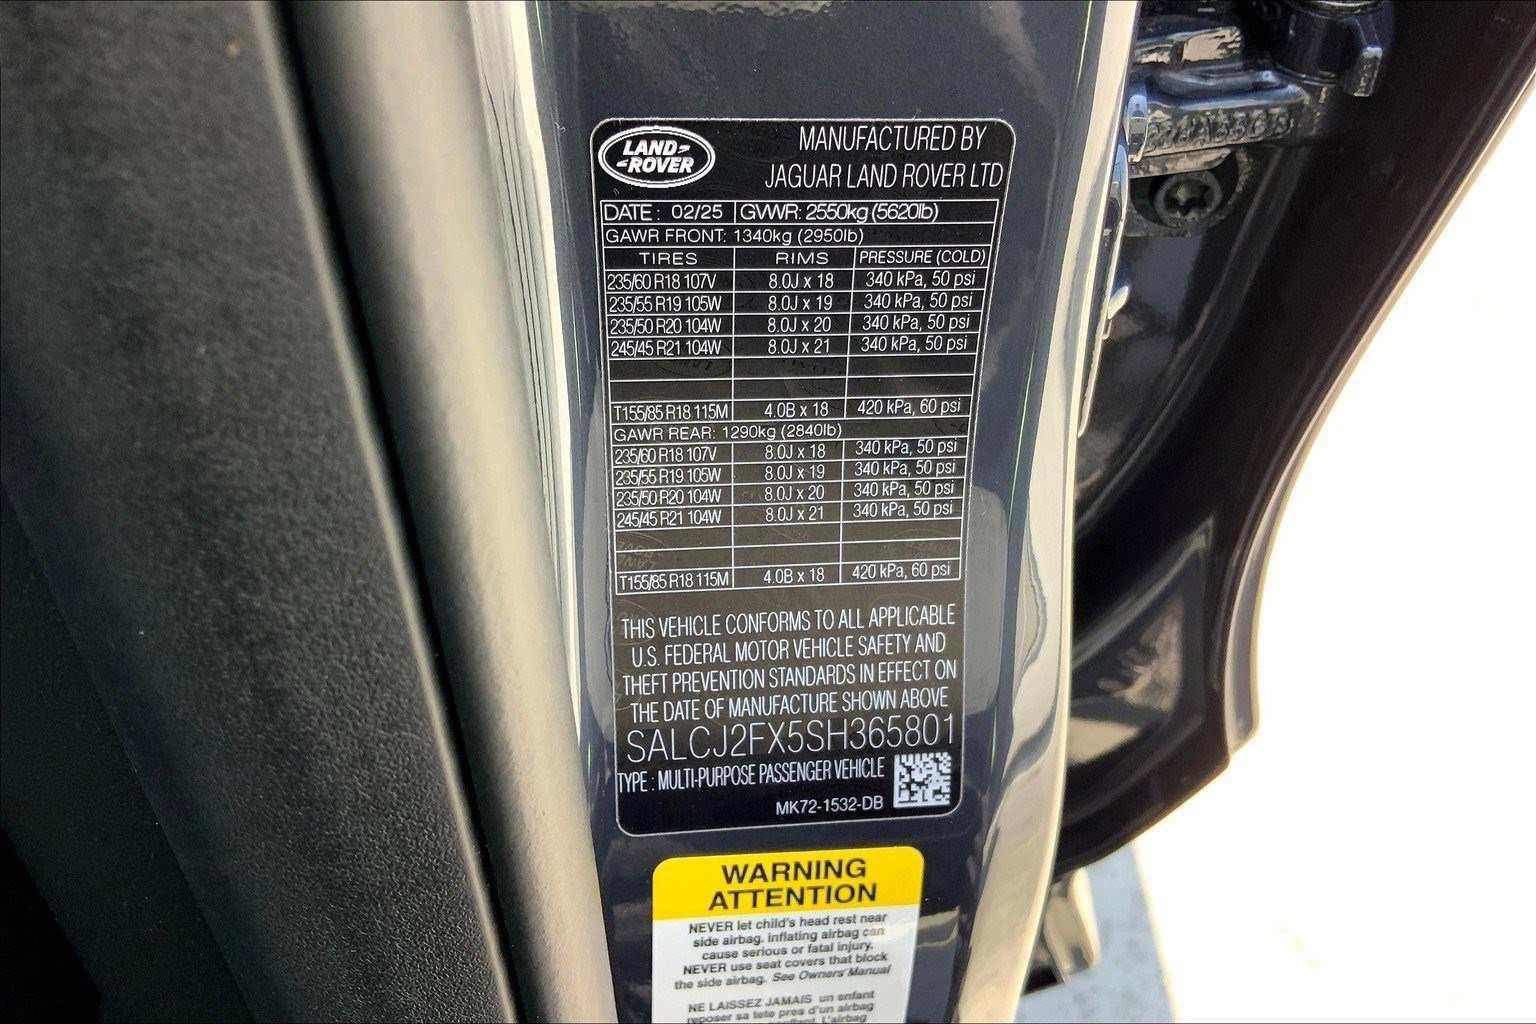 LAND ROVER
MANUFACTURED BY
JAGUAR LAND ROVER LTD
DATE: 02/25 GVWR: 2550kg (5620lb)
GAWR FRONT: 1340kg (2950lb)
TIRES RIMS PRESSURE (COLD)
235/60 R18 107V 8.0J x 18 340 kPa, 50 psi
235/55 R19 105W 8.0J x 19 340 kPa, 50 psi
235/50 R20 104W 8.0J x 20 340 kPa, 50 psi
245/45 R21 104W 8.0J x 21 340 kPa, 50 psi
T155/85 R18 115M 4.0B x 18 420 kPa, 60 psi
GAWR REAR: 1290kg (2840lb)
235/60 R18 107V 8.0J x 18 340 kPa, 50 psi
235/55 R19 105W 8.0J x 19 340 kPa, 50 psi
235/50 R20 104W 8.0J x 20 340 kPa, 50 psi
245/45 R21 104W 8.0J x 21 340 kPa, 50 psi
T155/85 R18 115M 4.0B x 18 420 kPa, 60 psi
THIS VEHICLE CONFORMS TO ALL APPLICABLE
U.S. FEDERAL MOTOR VEHICLE SAFETY AND
THEFT PREVENTION STANDARDS IN EFFECT ON
THE DATE OF MANUFACTURE SHOWN ABOVE
SALCJ2FX5SH365801
TYPE : MULTI-PURPOSE PASSENGER VEHICLE
MK72-1532-DB
WARNING
ATTENTION
NEVER let child's head rest near
side airbag. Inflating airbag can
cause serious or fatal injury.
NEVER use seat covers that block
the side airbag. See Owners' Manual
NE LAISSEZ JAMAIS un enfant
reposer sa tete pres d'un airbag
L'airbag